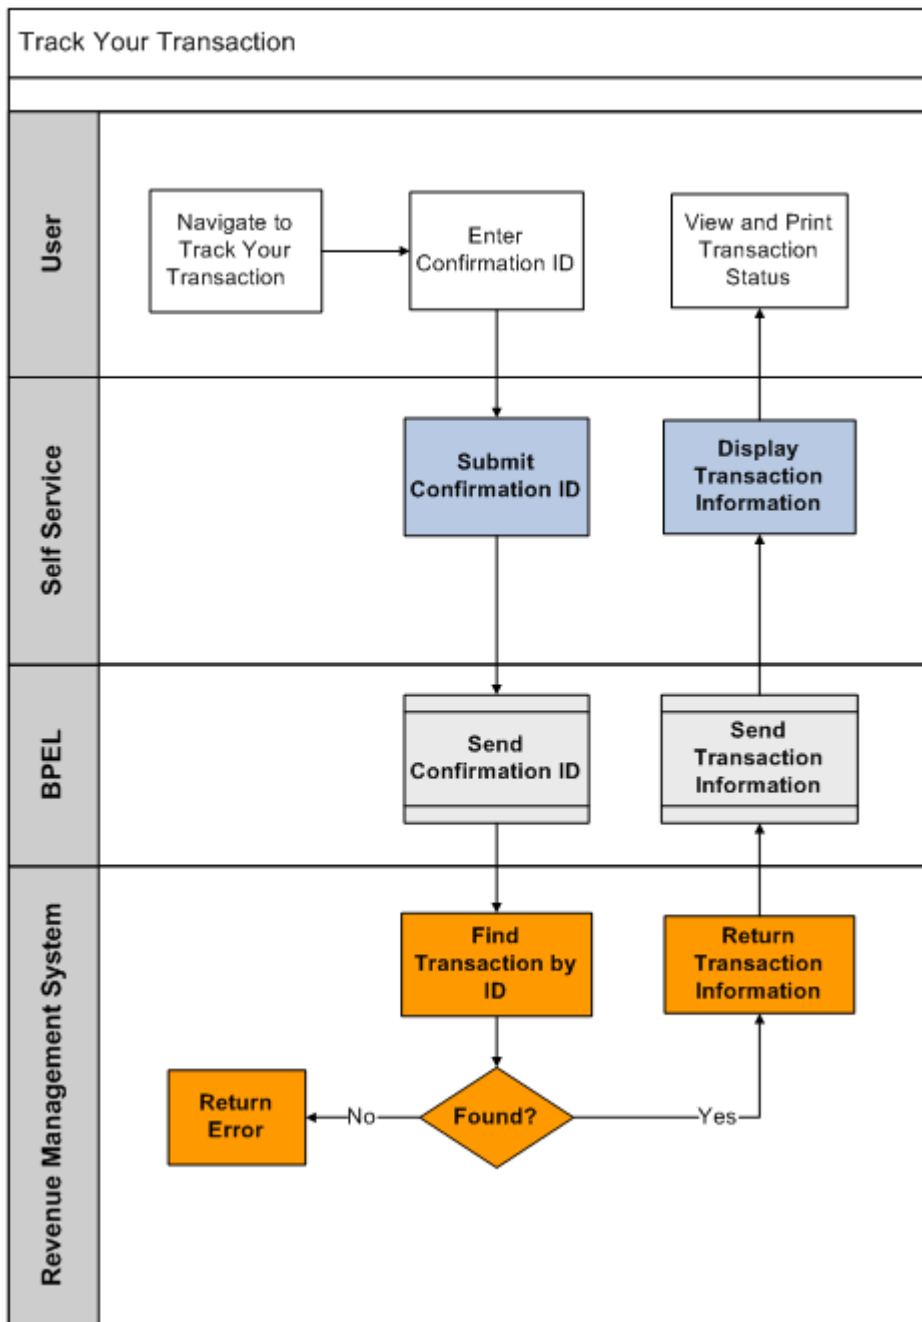 Track Your Transaction
User
Navigate to
Track Your
Transaction
Enter
Confirmation ID
View and Print
Transaction
Status
Self Service
Submit
Confirmation ID
Display
Transaction
Information
BPEL
Send
Confirmation ID
Send
Transaction
Information
Revenue Management System
Find
Transaction by
ID
Return
Transaction
Information
Return
Error
No
Found?
Yes